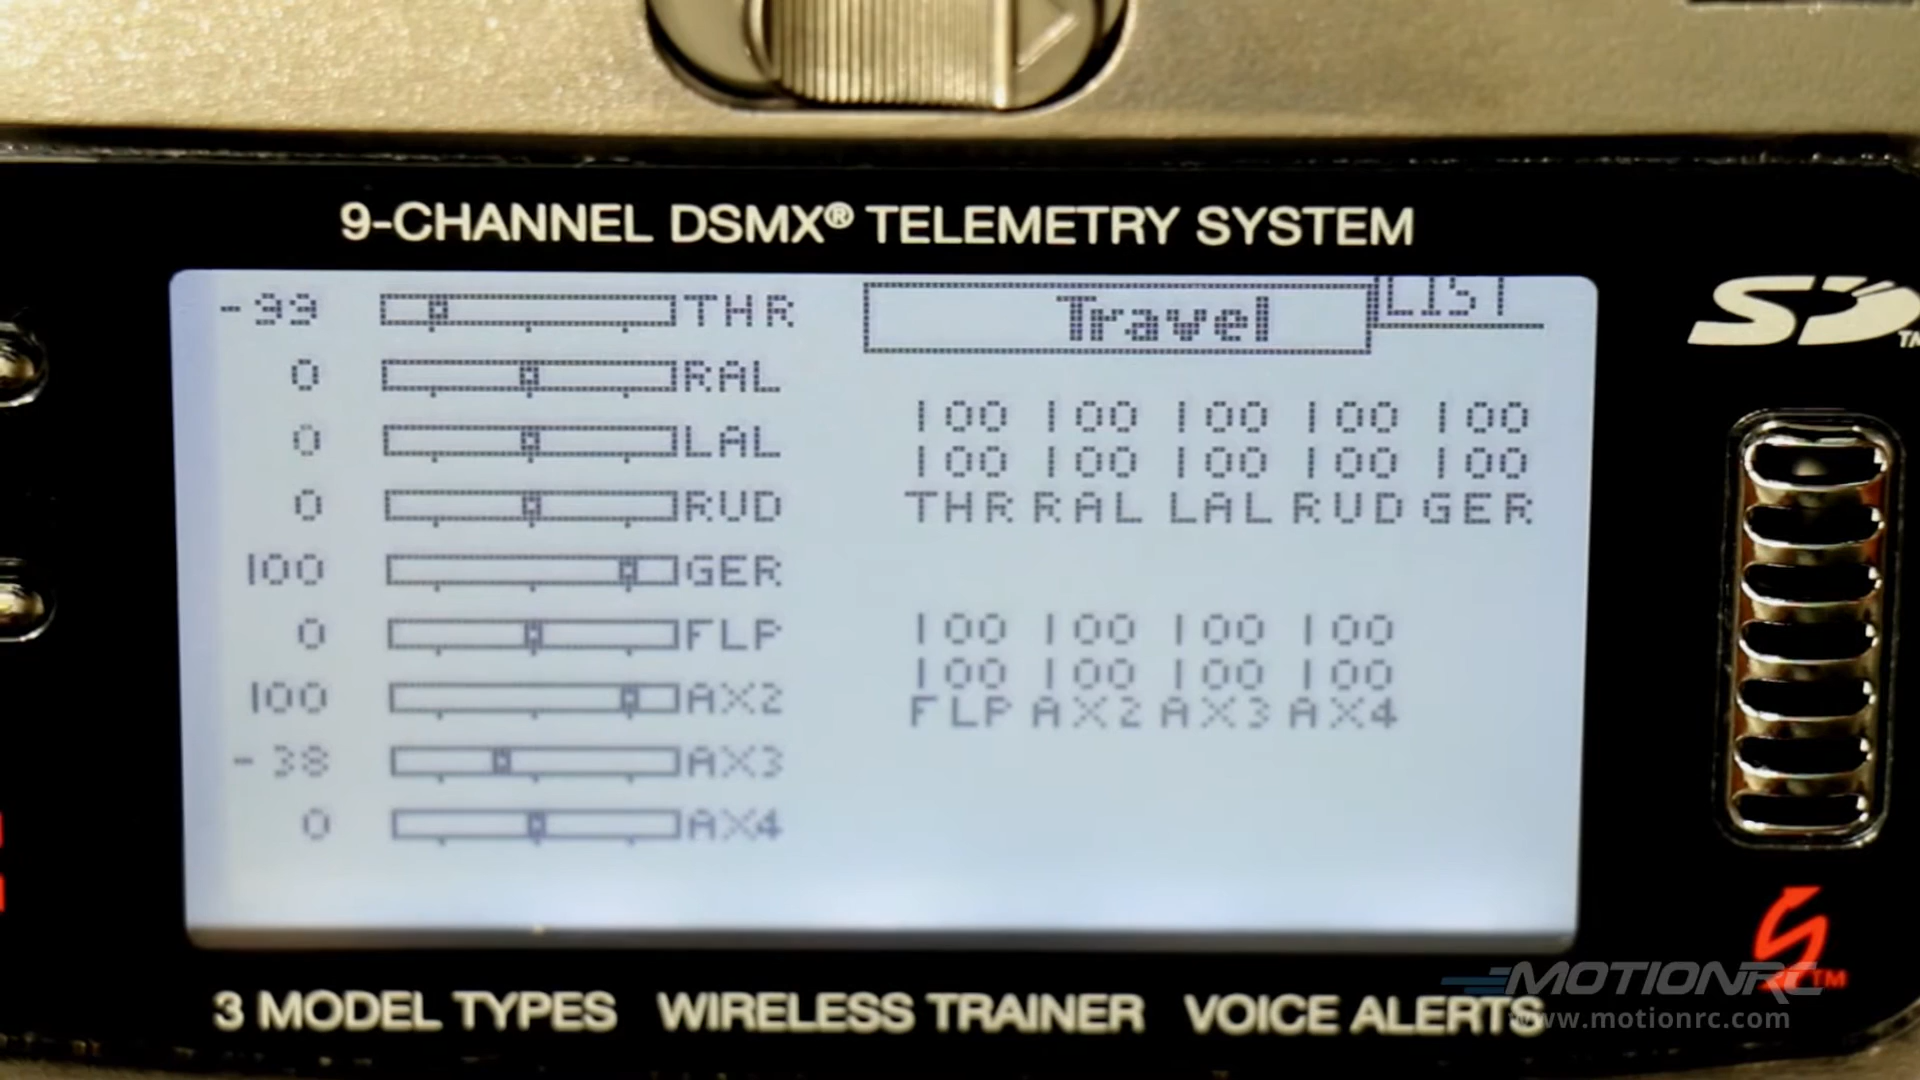 9-CHANNEL DSMX® TELEMETRY SYSTEM
-99 THR
0 RAL
0 LAL
0 RUD
100 GER
0 FLP
100 AX2
-38 AX3
0 AX4
Travel
LIST
100 100 100 100 100
100 100 100 100 100
THR RAL LAL RUD GER
100 100 100 100
100 100 100 100
FLP AX2 AX3 AX4
SD™
3 MODEL TYPES WIRELESS TRAINER VOICE ALERTS
S™
MOTIONRC
www.motionrc.com